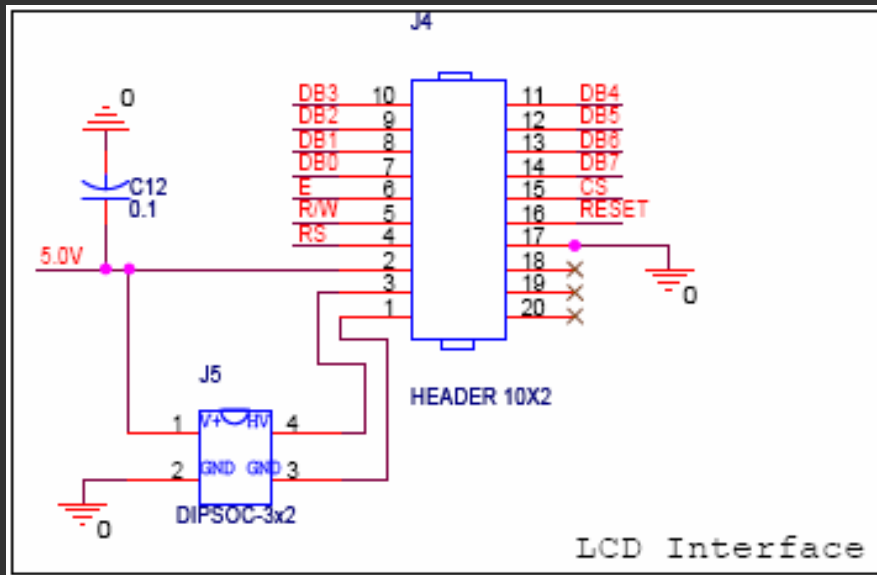 J4
0
DB3 10 11 DB4
DB2 9 12 DB5
DB1 8 13 DB6
DB0 7 14 DB7
E 6 15 CS
R/W 5 16 RESET
RS 4 17
C12
0.1
5.0V 2 18
3 19
1 20
0
J5
HEADER 10X2
1 V+ HV 4
2 GND GND 3
0
DIPSOC-3x2
LCD Interface